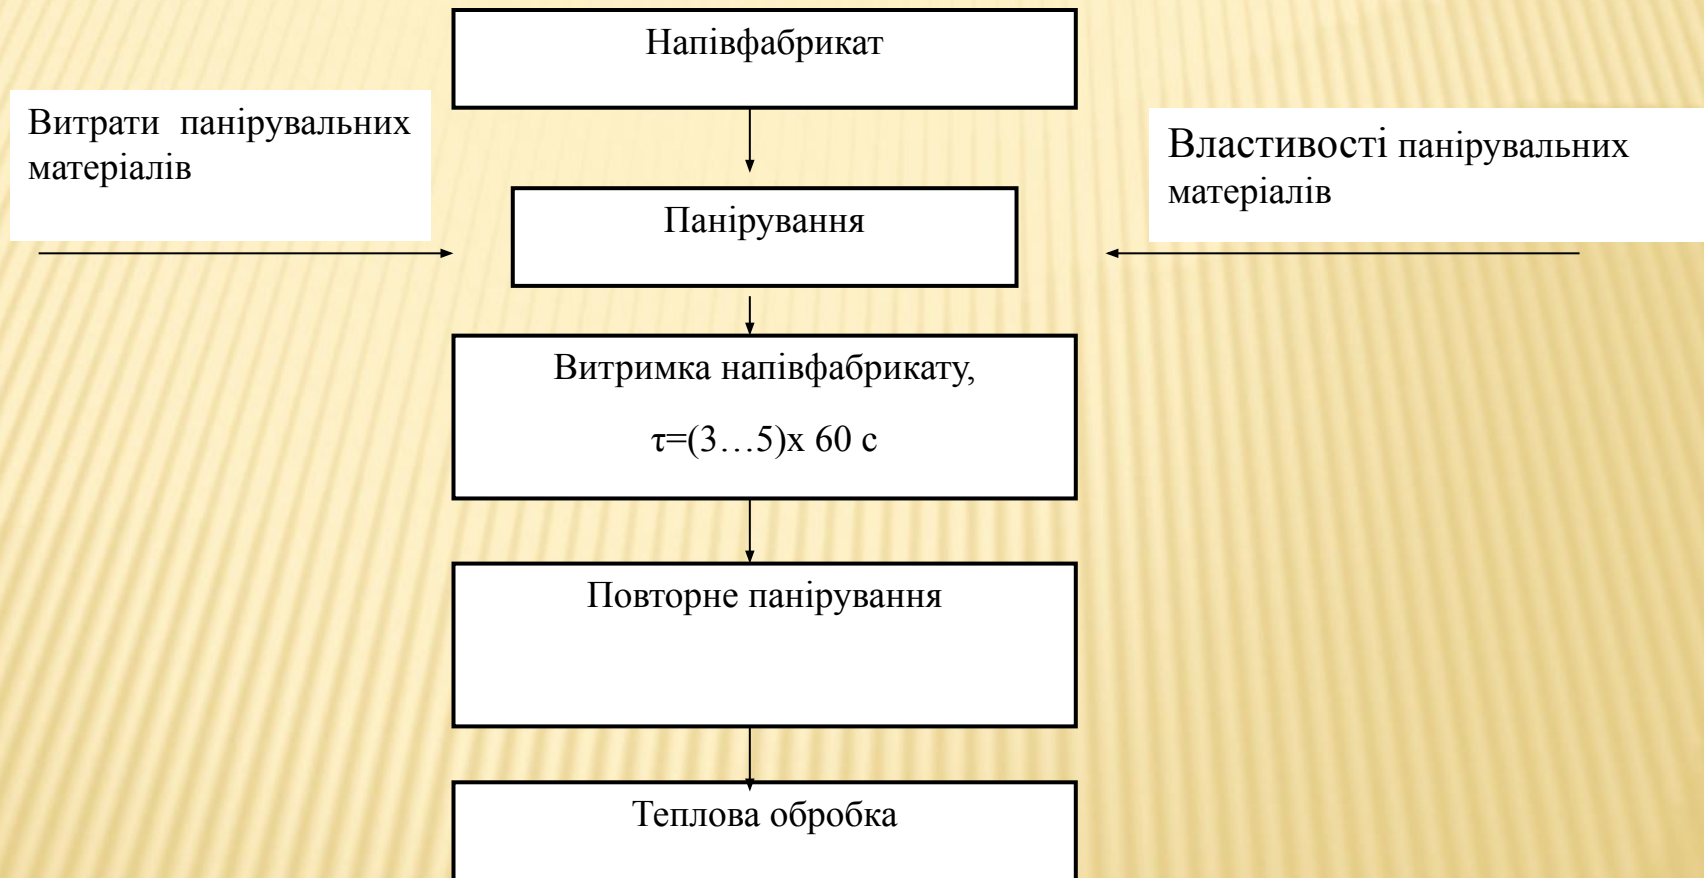 Напівфабрикат
Витрати панірувальних
матеріалів
Властивості панірувальних
матеріалів
Панірування
Витримка напівфабрикату,
τ=(3…5)х 60 с
Повторне панірування
Теплова обробка